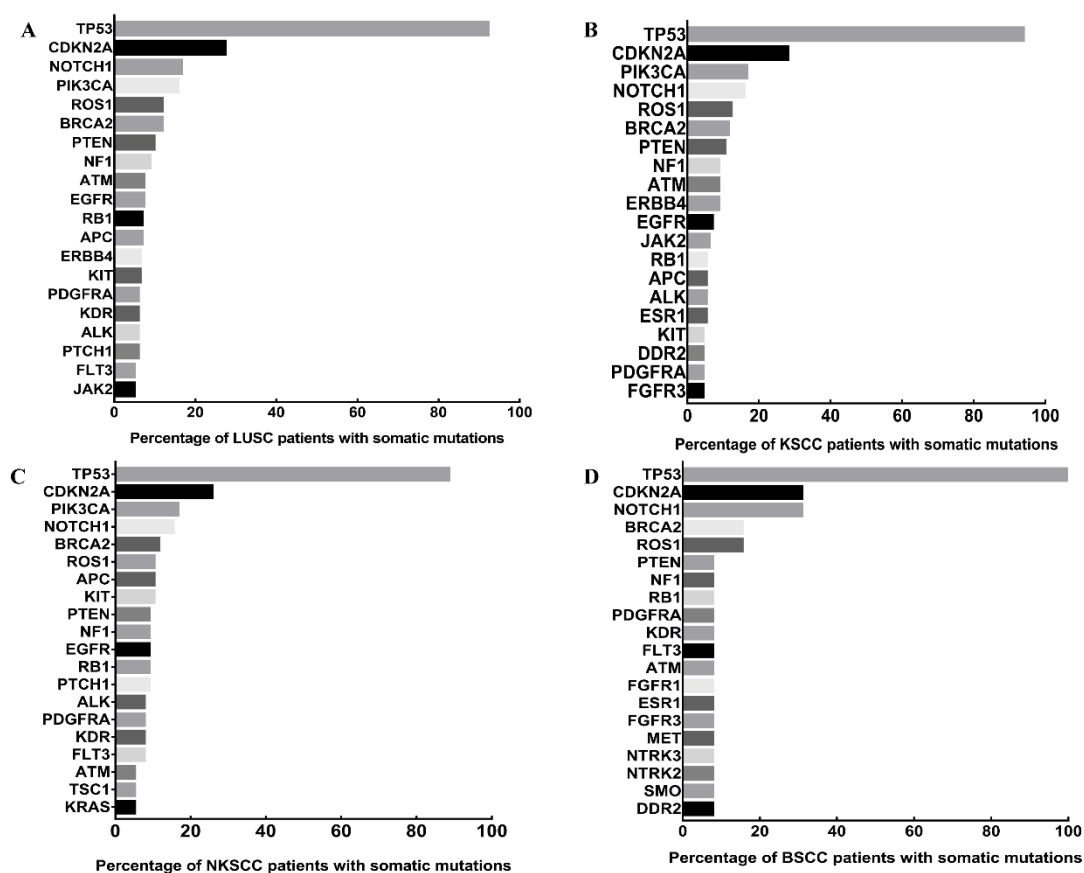 A
TP53
CDKN2A
NOTCH1
PIK3CA
ROS1
BRCA2
PTEN
NF1
ATM
EGFR
RB1
APC
ERBB4
KIT
PDGFRA
KDR
ALK
PTCH1
FLT3
JAK2
0 20 40 60 80 100
Percentage of LUSC patients with somatic mutations
B
TP53
CDKN2A
PIK3CA
NOTCH1
ROS1
BRCA2
PTEN
NF1
ATM
ERBB4
EGFR
JAK2
RB1
APC
ALK
ESR1
KIT
DDR2
PDGFRA
FGFR3
0 20 40 60 80 100
Percentage of KSCC patients with somatic mutations
C
TP53
CDKN2A
PIK3CA
NOTCH1
BRCA2
ROS1
APC
KIT
PTEN
NF1
EGFR
RB1
PTCH1
ALK
PDGFRA
KDR
FLT3
ATM
TSC1
KRAS
0 20 40 60 80 100
Percentage of NKSCC patients with somatic mutations
D
TP53
CDKN2A
NOTCH1
BRCA2
ROS1
PTEN
NF1
RB1
PDGFRA
KDR
FLT3
ATM
FGFR1
ESR1
FGFR3
MET
NTRK3
NTRK2
SMO
DDR2
0 20 40 60 80 100
Percentage of BSCC patients with somatic mutations